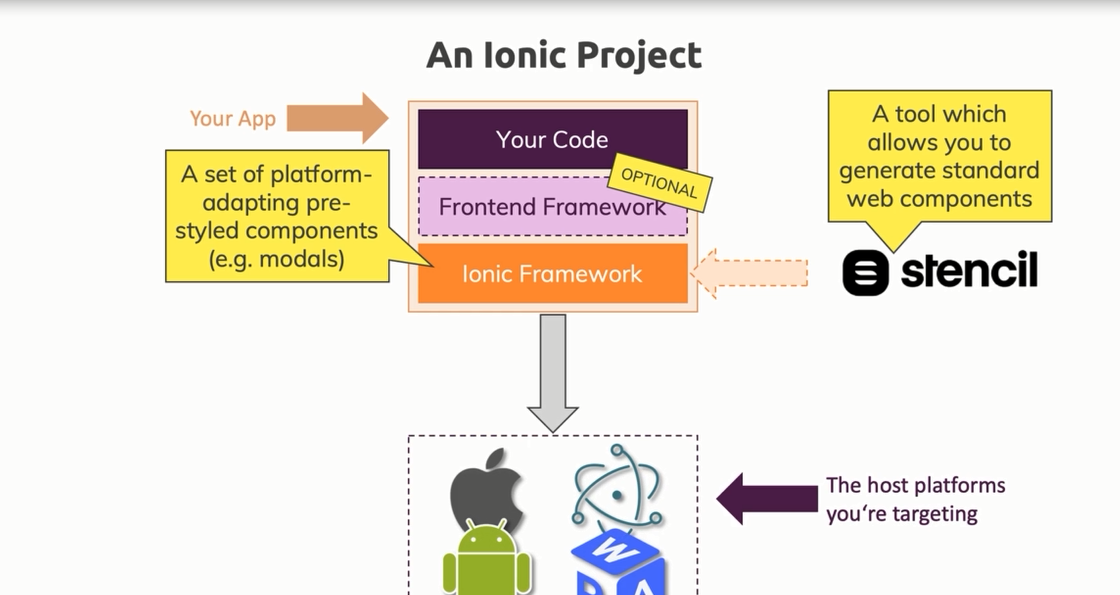 An Ionic Project
Your App
Your Code
A set of platform-
adapting pre-
styled components
(e.g. modals)
OPTIONAL
Frontend Framework
Ionic Framework
A tool which
allows you to
generate standard
web components
stencil
The host platforms
you‘re targeting
W
P
A